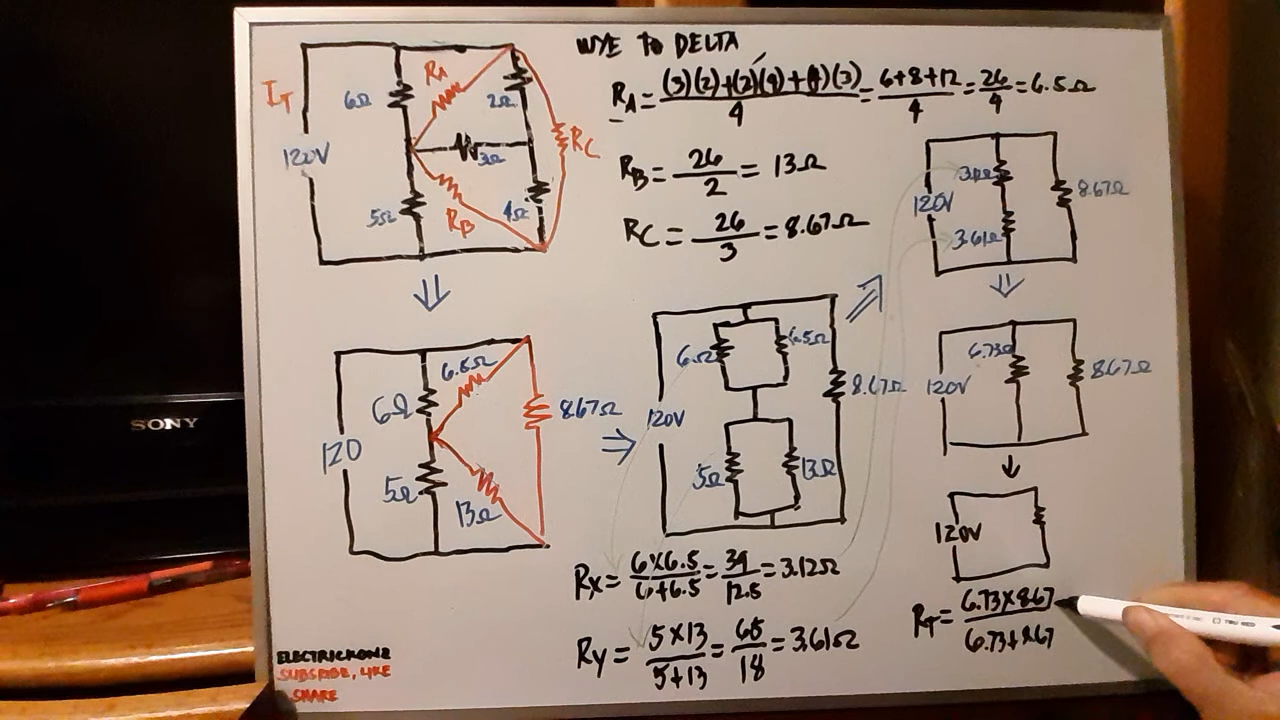 WYE TO DELTA
RA = (3)(2)+(2)(4)+(4)(3) / 4 = 6+8+12 / 4 = 26 / 4 = 6.5Ω
RB = 26 / 2 = 13Ω
RC = 26 / 3 = 8.67Ω
IT
120V
6Ω
RA
2Ω
3Ω
RC
5Ω
RB
4Ω
SONY
120
6Ω
6.5Ω
8.67Ω
5Ω
13Ω
120V
6Ω
6.5Ω
8.67Ω
5Ω
13Ω
120V
8.67Ω
3.61Ω
120V
6.73Ω
8.67Ω
120V
RX = 6×6.5 / 6+6.5 = 39 / 12.5 = 3.12Ω
Ry = 5×13 / 5+13 = 65 / 18 = 3.61Ω
RT = 6.73×8.67 / 6.73+8.67
ELECTRICKONZ
SUBSRIBE, LIKE
SHARE